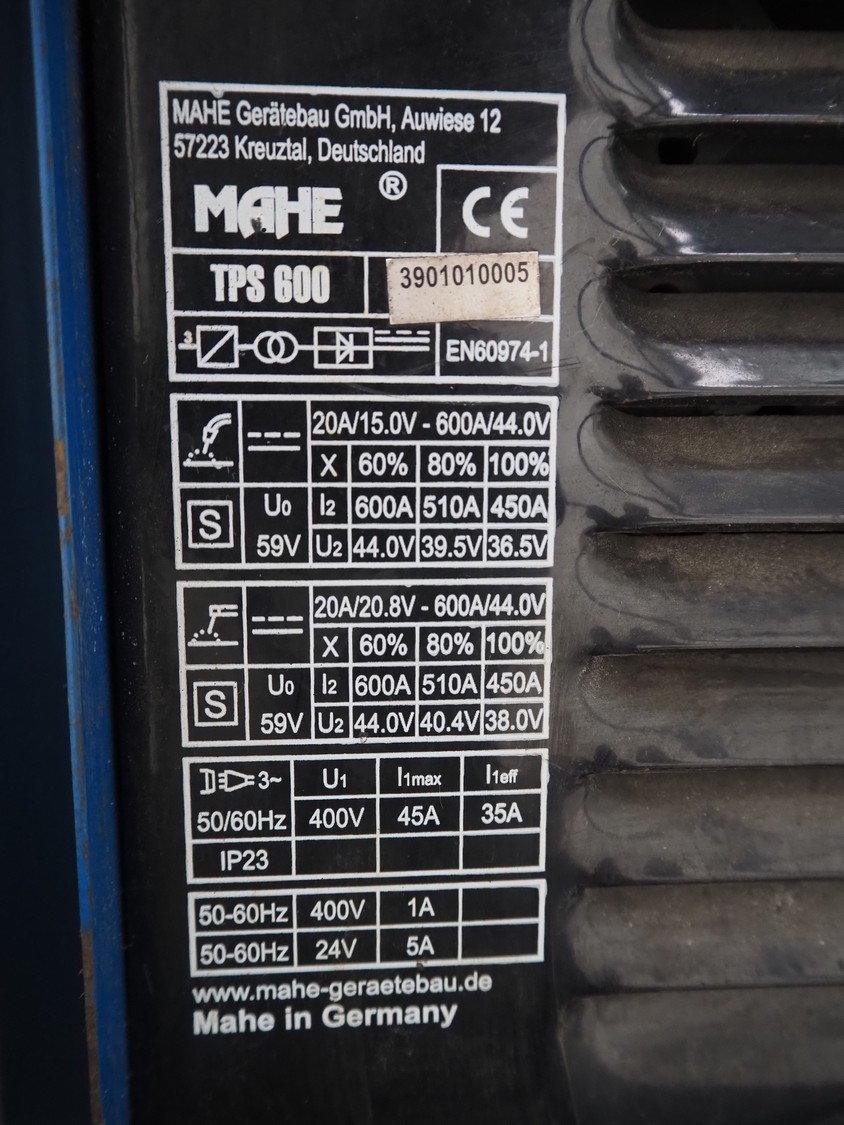 MAHE Gerätebau GmbH, Auwiese 12
57223 Kreuztal, Deutschland
MAHE ® CE
TPS 600 3901010005
3~ EN60974-1
20A/15.0V - 600A/44.0V
X 60% 80% 100%
S U0 I2 600A 510A 450A
59V U2 44.0V 39.5V 36.5V
20A/20.8V - 600A/44.0V
X 60% 80% 100%
S U0 I2 600A 510A 450A
59V U2 44.0V 40.4V 38.0V
3~ U1 I1max I1eff
50/60Hz 400V 45A 35A
IP23
50-60Hz 400V 1A
50-60Hz 24V 5A
www.mahe-geraetebau.de
Mahe in Germany